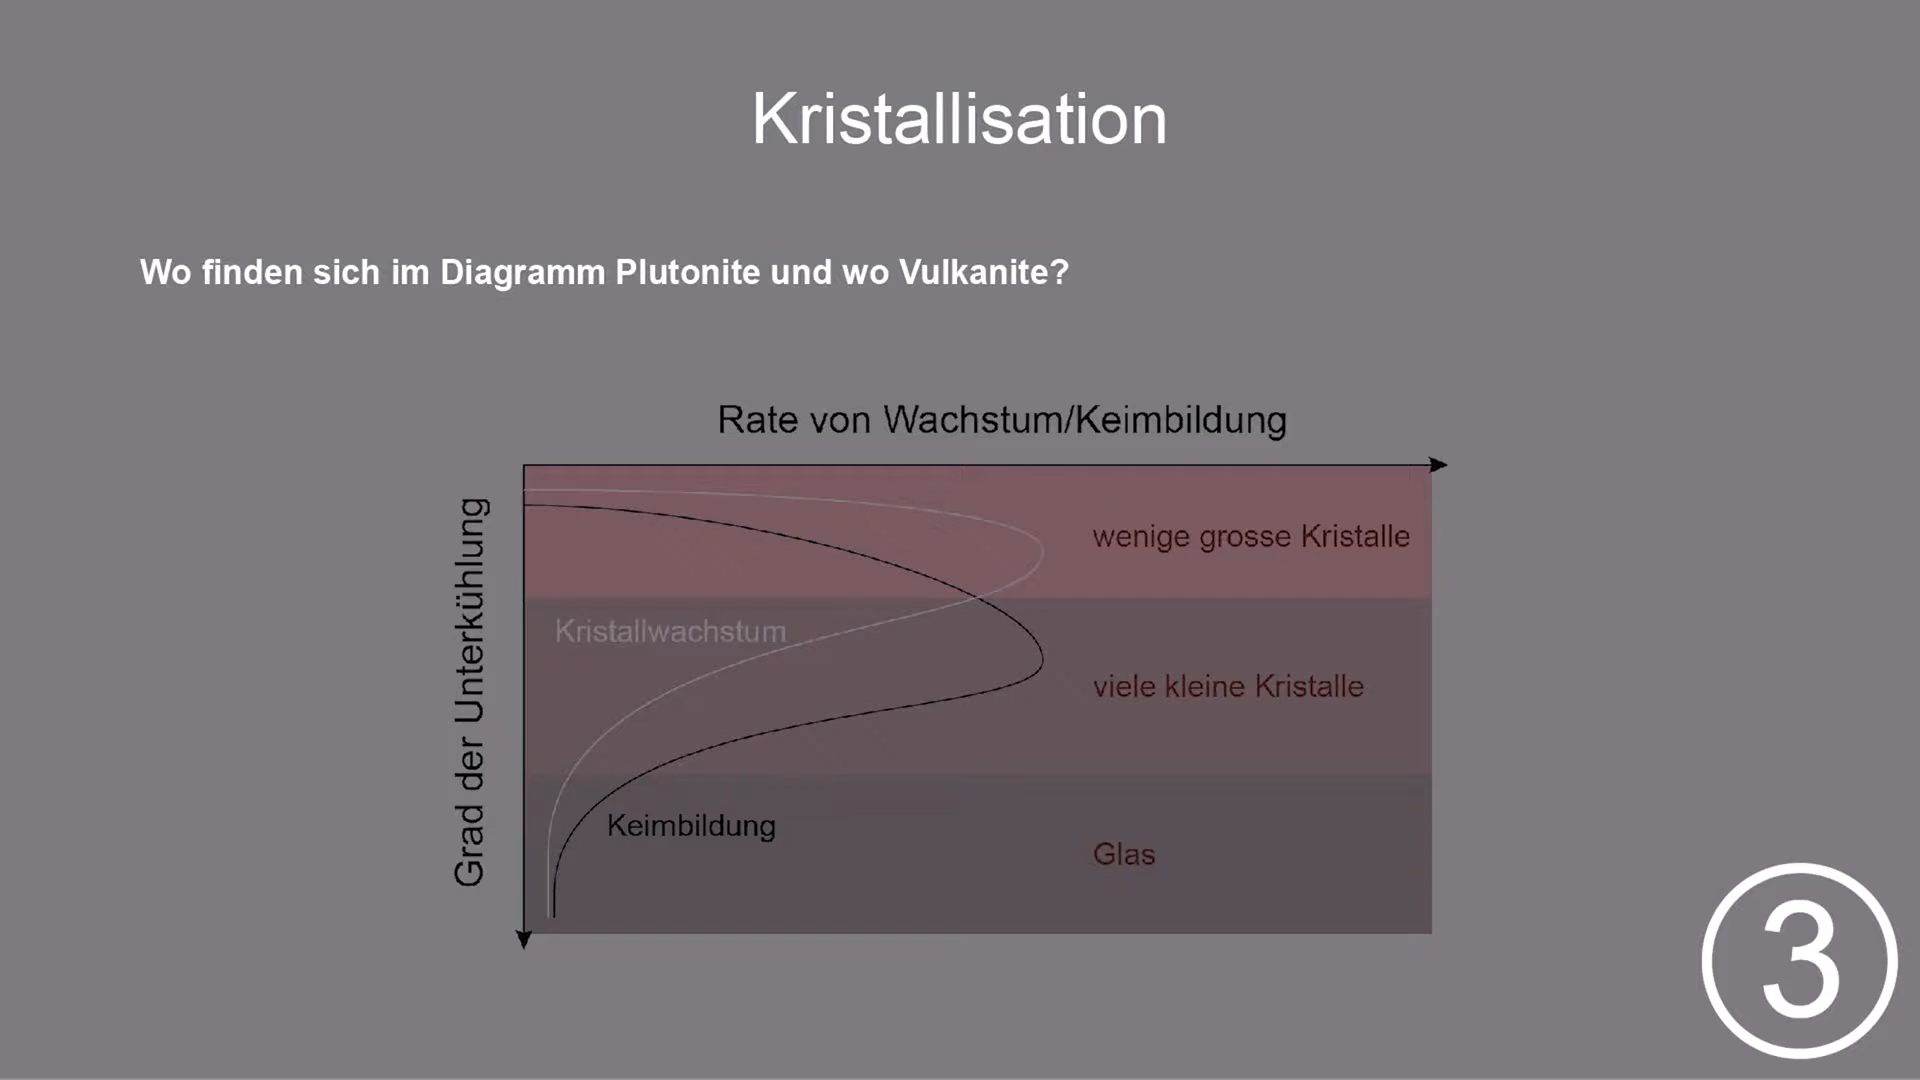 Kristallisation
Wo finden sich im Diagramm Plutonite und wo Vulkanite?
Rate von Wachstum/Keimbildung
Grad der Unterkühlung
wenige grosse Kristalle
Kristallwachstum
viele kleine Kristalle
Keimbildung
Glas
3